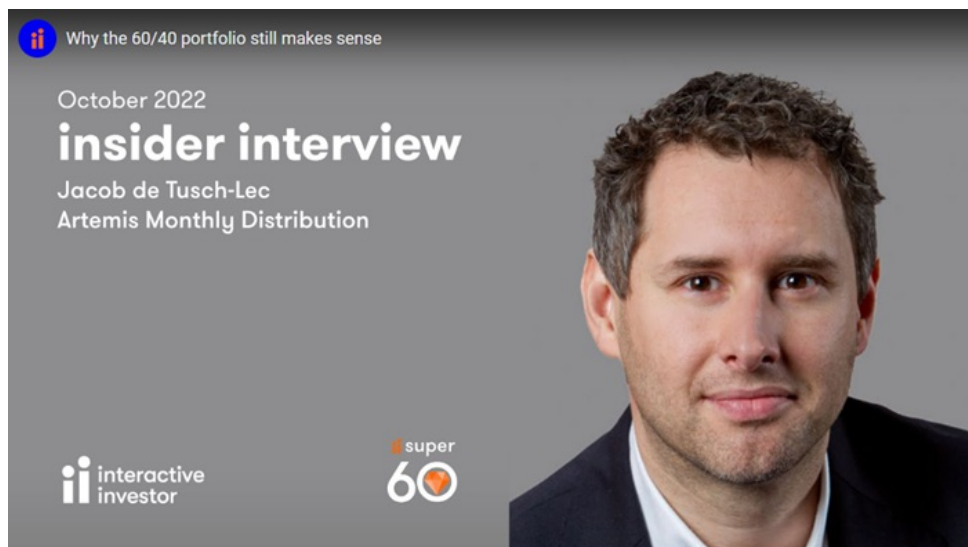 ii Why the 60/40 portfolio still makes sense
October 2022
insider interview
Jacob de Tusch-Lec
Artemis Monthly Distribution
ii super
60
ii interactive
investor